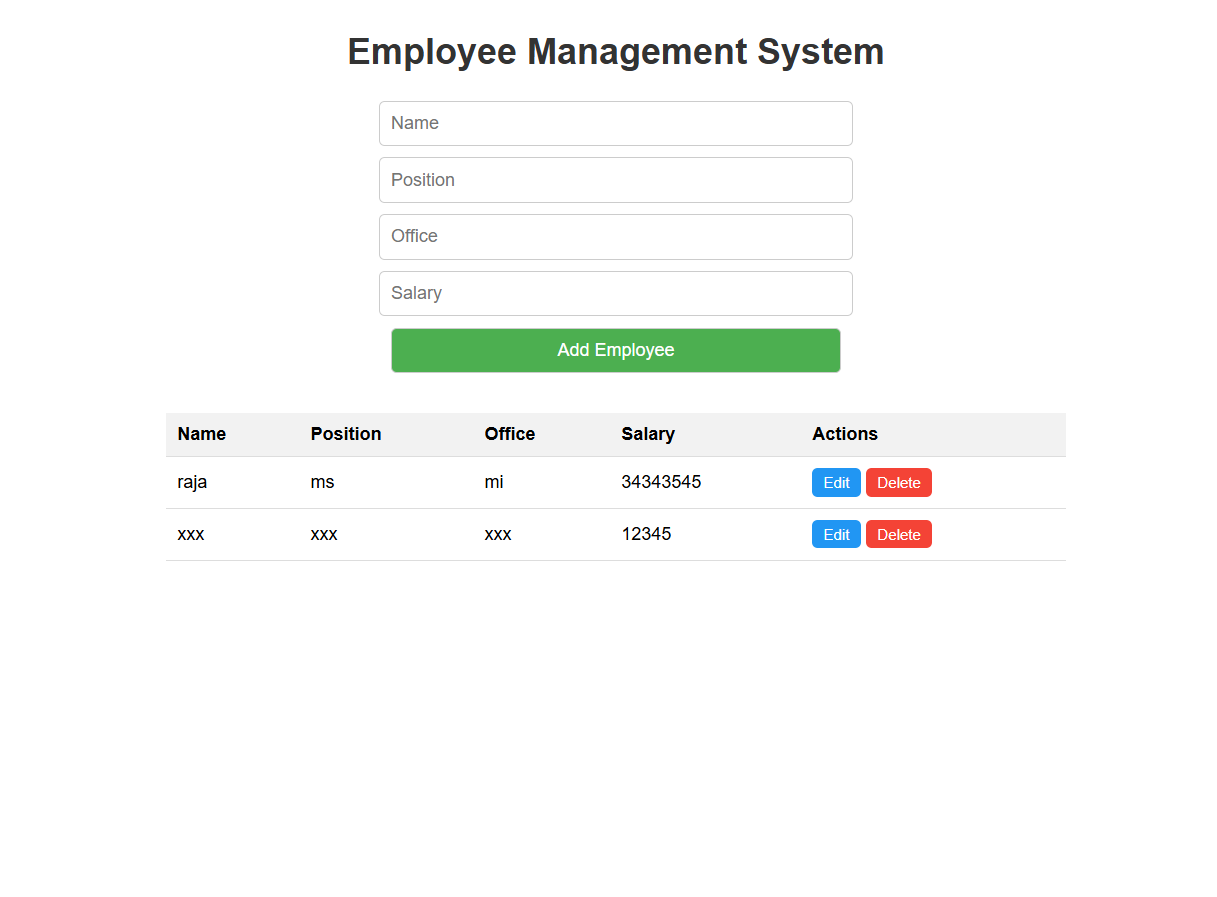 Employee Management System
Name
Position
Office
Salary
Add Employee
Name Position Office Salary Actions
raja ms mi 34343545 Edit Delete
xxx xxx xxx 12345 Edit Delete